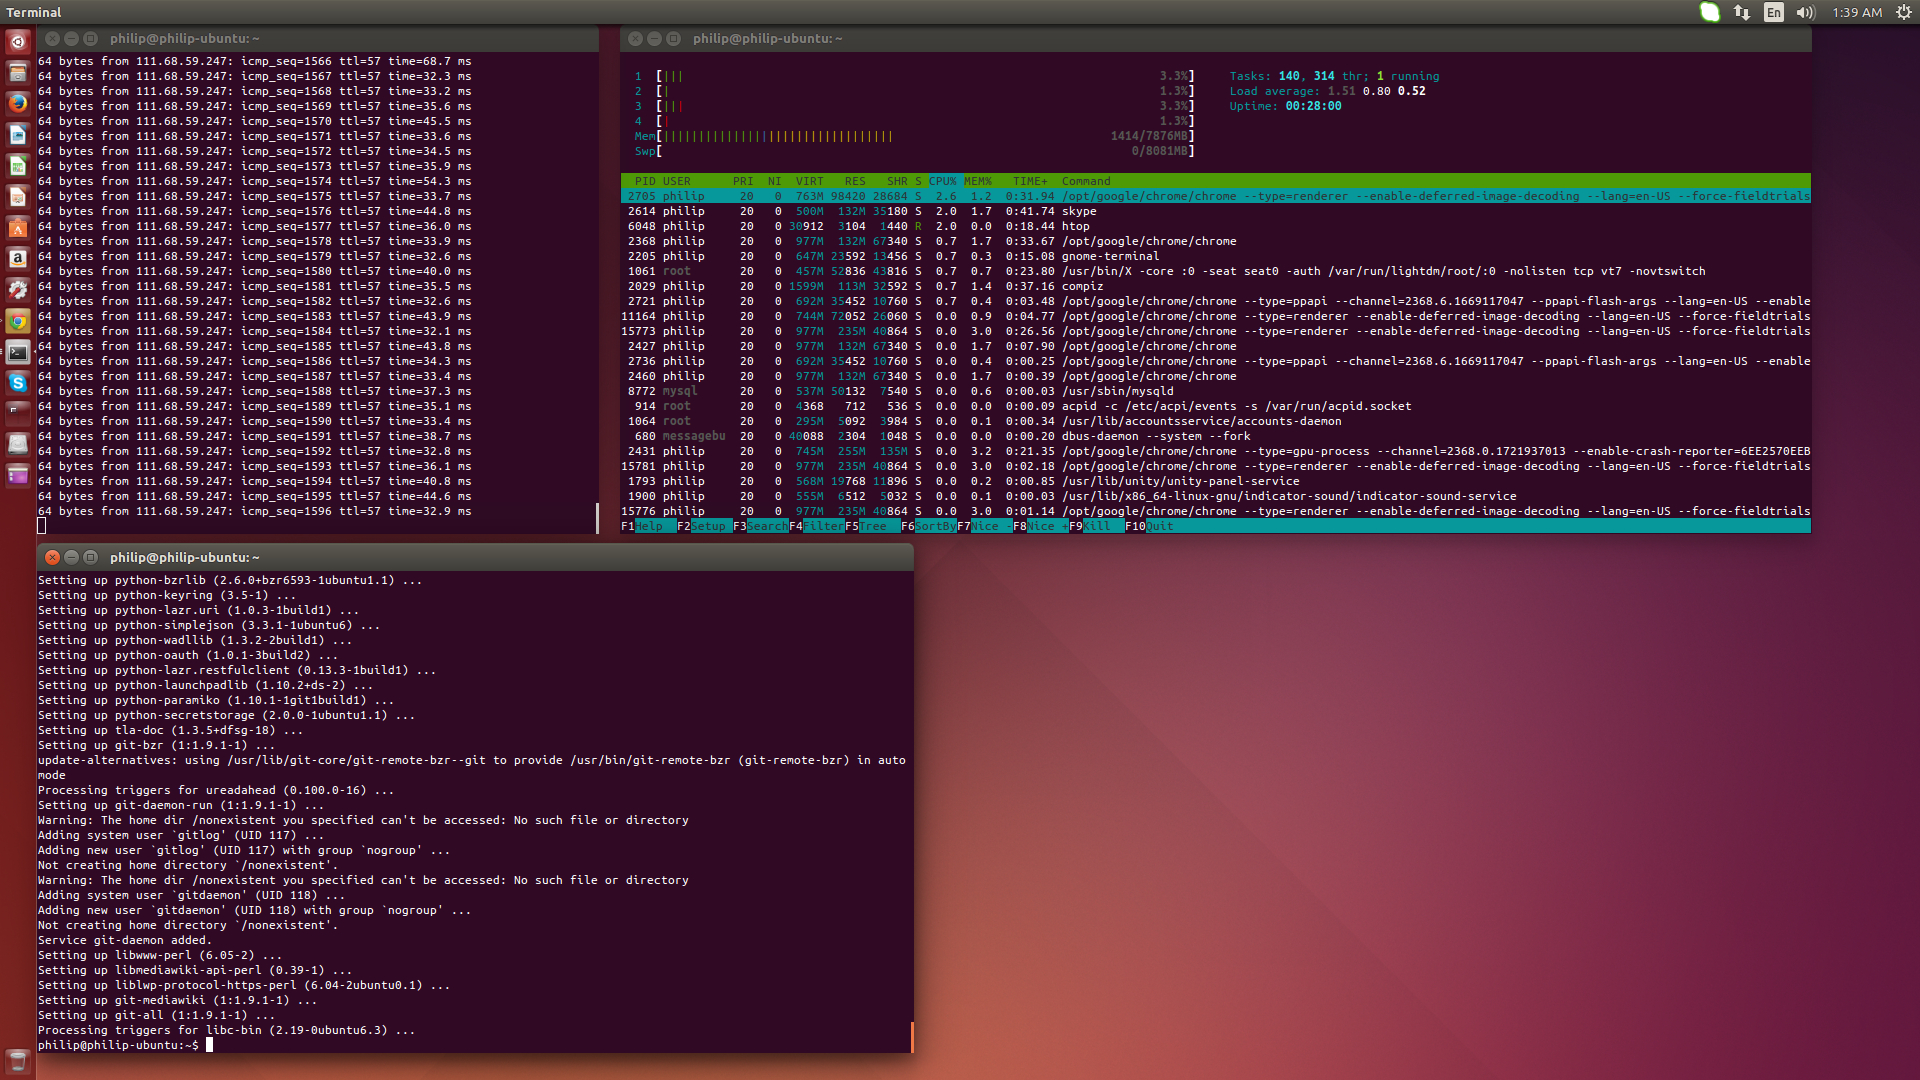 Terminal
En
1:39 AM
philip@philip-ubuntu: ~
64 bytes from 111.68.59.247: icmp_seq=1566 ttl=57 time=68.7 ms
64 bytes from 111.68.59.247: icmp_seq=1567 ttl=57 time=32.3 ms
64 bytes from 111.68.59.247: icmp_seq=1568 ttl=57 time=33.2 ms
64 bytes from 111.68.59.247: icmp_seq=1569 ttl=57 time=35.6 ms
64 bytes from 111.68.59.247: icmp_seq=1570 ttl=57 time=45.5 ms
64 bytes from 111.68.59.247: icmp_seq=1571 ttl=57 time=33.6 ms
64 bytes from 111.68.59.247: icmp_seq=1572 ttl=57 time=34.5 ms
64 bytes from 111.68.59.247: icmp_seq=1573 ttl=57 time=35.9 ms
64 bytes from 111.68.59.247: icmp_seq=1574 ttl=57 time=54.3 ms
64 bytes from 111.68.59.247: icmp_seq=1575 ttl=57 time=33.7 ms
64 bytes from 111.68.59.247: icmp_seq=1576 ttl=57 time=44.8 ms
64 bytes from 111.68.59.247: icmp_seq=1577 ttl=57 time=36.0 ms
64 bytes from 111.68.59.247: icmp_seq=1578 ttl=57 time=33.9 ms
64 bytes from 111.68.59.247: icmp_seq=1579 ttl=57 time=32.6 ms
64 bytes from 111.68.59.247: icmp_seq=1580 ttl=57 time=40.0 ms
64 bytes from 111.68.59.247: icmp_seq=1581 ttl=57 time=35.5 ms
64 bytes from 111.68.59.247: icmp_seq=1582 ttl=57 time=32.6 ms
64 bytes from 111.68.59.247: icmp_seq=1583 ttl=57 time=43.9 ms
64 bytes from 111.68.59.247: icmp_seq=1584 ttl=57 time=32.1 ms
64 bytes from 111.68.59.247: icmp_seq=1585 ttl=57 time=43.8 ms
64 bytes from 111.68.59.247: icmp_seq=1586 ttl=57 time=34.3 ms
64 bytes from 111.68.59.247: icmp_seq=1587 ttl=57 time=33.4 ms
64 bytes from 111.68.59.247: icmp_seq=1588 ttl=57 time=37.3 ms
64 bytes from 111.68.59.247: icmp_seq=1589 ttl=57 time=35.1 ms
64 bytes from 111.68.59.247: icmp_seq=1590 ttl=57 time=33.4 ms
64 bytes from 111.68.59.247: icmp_seq=1591 ttl=57 time=38.7 ms
64 bytes from 111.68.59.247: icmp_seq=1592 ttl=57 time=32.8 ms
64 bytes from 111.68.59.247: icmp_seq=1593 ttl=57 time=36.1 ms
64 bytes from 111.68.59.247: icmp_seq=1594 ttl=57 time=40.8 ms
64 bytes from 111.68.59.247: icmp_seq=1595 ttl=57 time=44.6 ms
64 bytes from 111.68.59.247: icmp_seq=1596 ttl=57 time=32.9 ms
philip@philip-ubuntu: ~
1 [||| 3.3%] Tasks: 140, 314 thr; 1 running
2 [| 1.3%] Load average: 1.51 0.80 0.52
3 [||| 3.3%] Uptime: 00:28:00
4 [| 1.3%]
Mem[||||||||||||||||||||||||||||||||| 1414/7876MB]
Swp[ 0/8081MB]
PID USER PRI NI VIRT RES SHR S CPU% MEM% TIME+ Command
2705 philip 20 0 763M 98420 28684 S 2.6 1.2 0:31.94 /opt/google/chrome/chrome --type=renderer --enable-deferred-image-decoding --lang=en-US --force-fieldtrials
2614 philip 20 0 500M 132M 35180 S 2.0 1.7 0:41.74 skype
6048 philip 20 0 30912 3104 1440 R 2.0 0.0 0:18.44 htop
2368 philip 20 0 977M 132M 67340 S 0.7 1.7 0:33.67 /opt/google/chrome/chrome
2205 philip 20 0 647M 23592 13456 S 0.7 0.3 0:15.08 gnome-terminal
1061 root 20 0 457M 52836 43816 S 0.7 0.7 0:23.80 /usr/bin/X -core :0 -seat seat0 -auth /var/run/lightdm/root/:0 -nolisten tcp vt7 -novtswitch
2029 philip 20 0 1599M 113M 32592 S 0.7 1.4 0:37.16 compiz
2721 philip 20 0 692M 35452 10760 S 0.7 0.4 0:03.48 /opt/google/chrome/chrome --type=ppapi --channel=2368.6.1669117047 --ppapi-flash-args --lang=en-US --enable
11164 philip 20 0 744M 72052 26060 S 0.0 0.9 0:04.77 /opt/google/chrome/chrome --type=renderer --enable-deferred-image-decoding --lang=en-US --force-fieldtrials
15773 philip 20 0 977M 235M 40864 S 0.0 3.0 0:26.56 /opt/google/chrome/chrome --type=renderer --enable-deferred-image-decoding --lang=en-US --force-fieldtrials
2427 philip 20 0 977M 132M 67340 S 0.0 1.7 0:07.90 /opt/google/chrome/chrome
2736 philip 20 0 692M 35452 10760 S 0.0 0.4 0:00.25 /opt/google/chrome/chrome --type=ppapi --channel=2368.6.1669117047 --ppapi-flash-args --lang=en-US --enable
2460 philip 20 0 977M 132M 67340 S 0.0 1.7 0:00.39 /opt/google/chrome/chrome
8772 mysql 20 0 537M 50132 7540 S 0.0 0.6 0:00.03 /usr/sbin/mysqld
914 root 20 0 4368 712 536 S 0.0 0.0 0:00.09 acpid -c /etc/acpi/events -s /var/run/acpid.socket
1064 root 20 0 295M 5092 3984 S 0.0 0.1 0:00.34 /usr/lib/accountsservice/accounts-daemon
680 messagebu 20 0 40088 2304 1048 S 0.0 0.0 0:00.20 dbus-daemon --system --fork
2431 philip 20 0 745M 255M 135M S 0.0 3.2 0:21.35 /opt/google/chrome/chrome --type=gpu-process --channel=2368.0.1721937013 --enable-crash-reporter=6EE2570EEB
15781 philip 20 0 977M 235M 40864 S 0.0 3.0 0:02.18 /opt/google/chrome/chrome --type=renderer --enable-deferred-image-decoding --lang=en-US --force-fieldtrials
1793 philip 20 0 568M 19768 11896 S 0.0 0.2 0:00.85 /usr/lib/unity/unity-panel-service
1900 philip 20 0 555M 6512 5032 S 0.0 0.1 0:00.03 /usr/lib/x86_64-linux-gnu/indicator-sound/indicator-sound-service
15776 philip 20 0 977M 235M 40864 S 0.0 3.0 0:01.14 /opt/google/chrome/chrome --type=renderer --enable-deferred-image-decoding --lang=en-US --force-fieldtrials
F1Help F2Setup F3SearchF4FilterF5Tree F6SortByF7Nice -F8Nice +F9Kill F10Quit
philip@philip-ubuntu: ~
Setting up python-bzrlib (2.6.0+bzr6593-1ubuntu1.1) ...
Setting up python-keyring (3.5-1) ...
Setting up python-lazr.uri (1.0.3-1build1) ...
Setting up python-simplejson (3.3.1-1ubuntu6) ...
Setting up python-wadllib (1.3.2-2build1) ...
Setting up python-oauth (1.0.1-3build2) ...
Setting up python-lazr.restfulclient (0.13.3-1build1) ...
Setting up python-launchpadlib (1.10.2+ds-2) ...
Setting up python-paramiko (1.10.1-1git1build1) ...
Setting up python-secretstorage (2.0.0-1ubuntu1.1) ...
Setting up tla-doc (1.3.5+dfsg-18) ...
Setting up git-bzr (1:1.9.1-1) ...
update-alternatives: using /usr/lib/git-core/git-remote-bzr--git to provide /usr/bin/git-remote-bzr (git-remote-bzr) in auto
mode
Processing triggers for ureadahead (0.100.0-16) ...
Setting up git-daemon-run (1:1.9.1-1) ...
Warning: The home dir /nonexistent you specified can't be accessed: No such file or directory
Adding system user `gitlog' (UID 117) ...
Adding new user `gitlog' (UID 117) with group `nogroup' ...
Not creating home directory `/nonexistent'.
Warning: The home dir /nonexistent you specified can't be accessed: No such file or directory
Adding system user `gitdaemon' (UID 118) ...
Adding new user `gitdaemon' (UID 118) with group `nogroup' ...
Not creating home directory `/nonexistent'.
Service git-daemon added.
Setting up libwww-perl (6.05-2) ...
Setting up libmediawiki-api-perl (0.39-1) ...
Setting up liblwp-protocol-https-perl (6.04-2ubuntu0.1) ...
Setting up git-mediawiki (1:1.9.1-1) ...
Setting up git-all (1:1.9.1-1) ...
Processing triggers for libc-bin (2.19-0ubuntu6.3) ...
philip@philip-ubuntu:~$